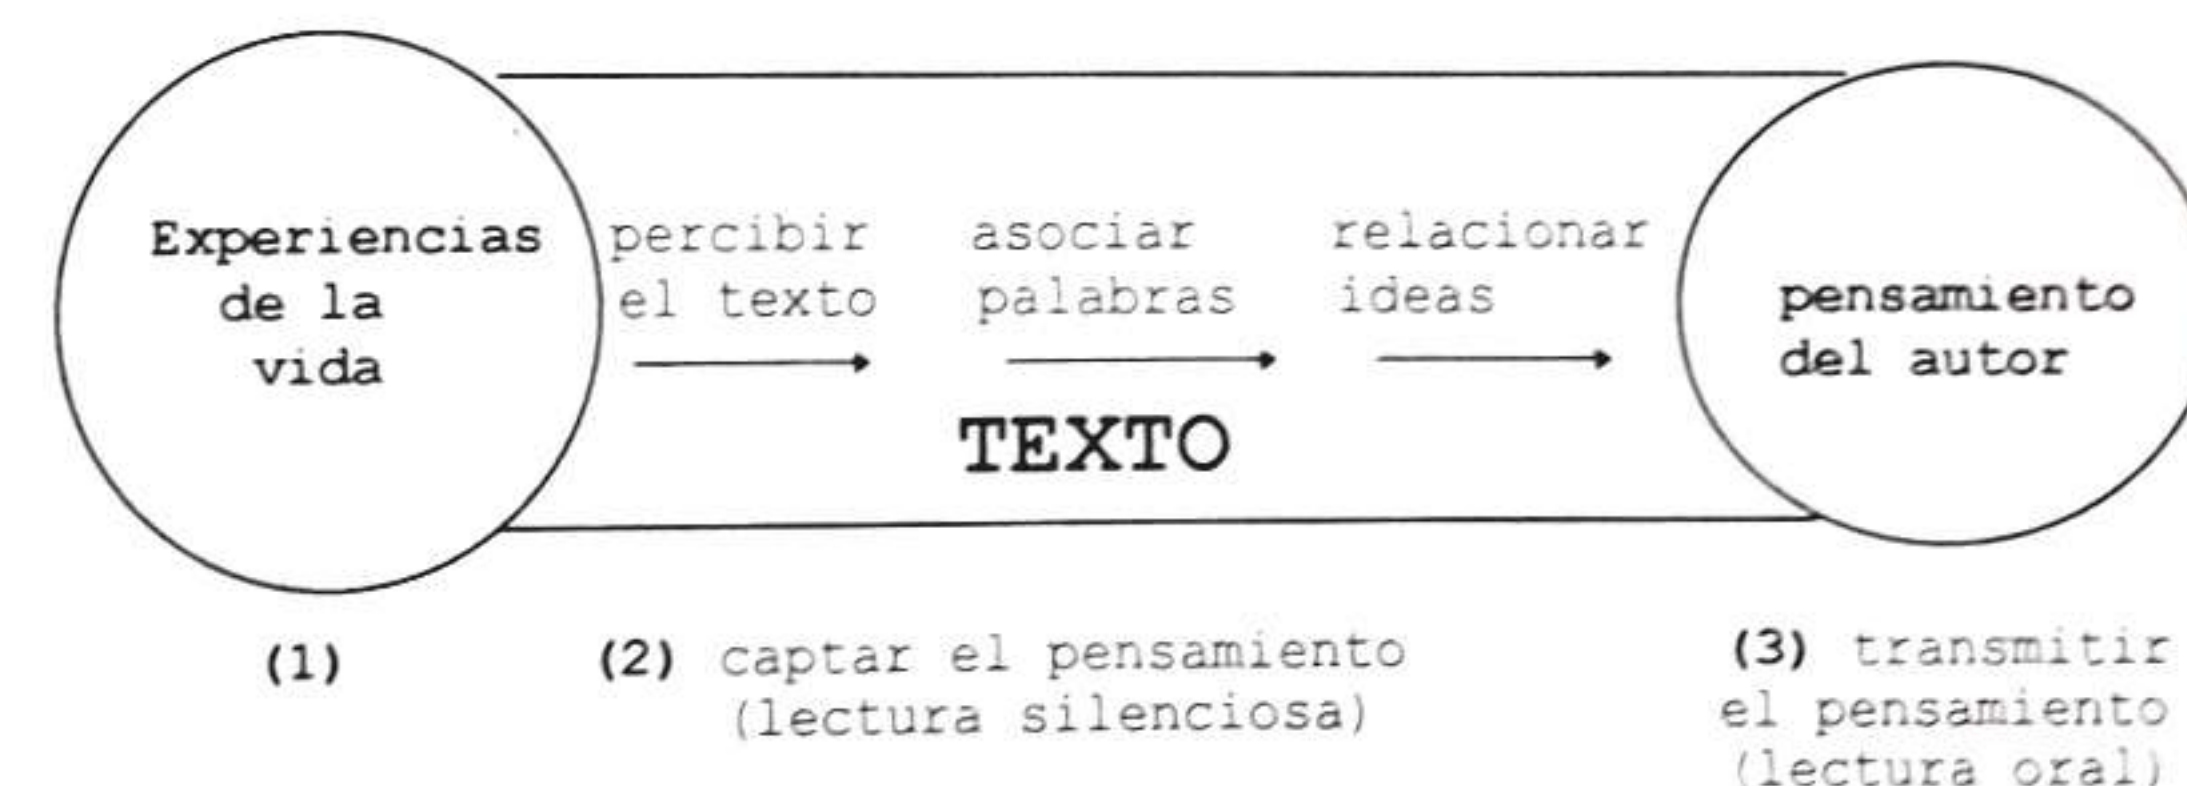 Experiencias
de la
vida
percibir
el texto
asociar
palabras
relacionar
ideas
TEXTO
pensamiento
del autor
(1)
(2) captar el pensamiento
(lectura silenciosa)
(3) transmitir
el pensamiento
(lectura oral)